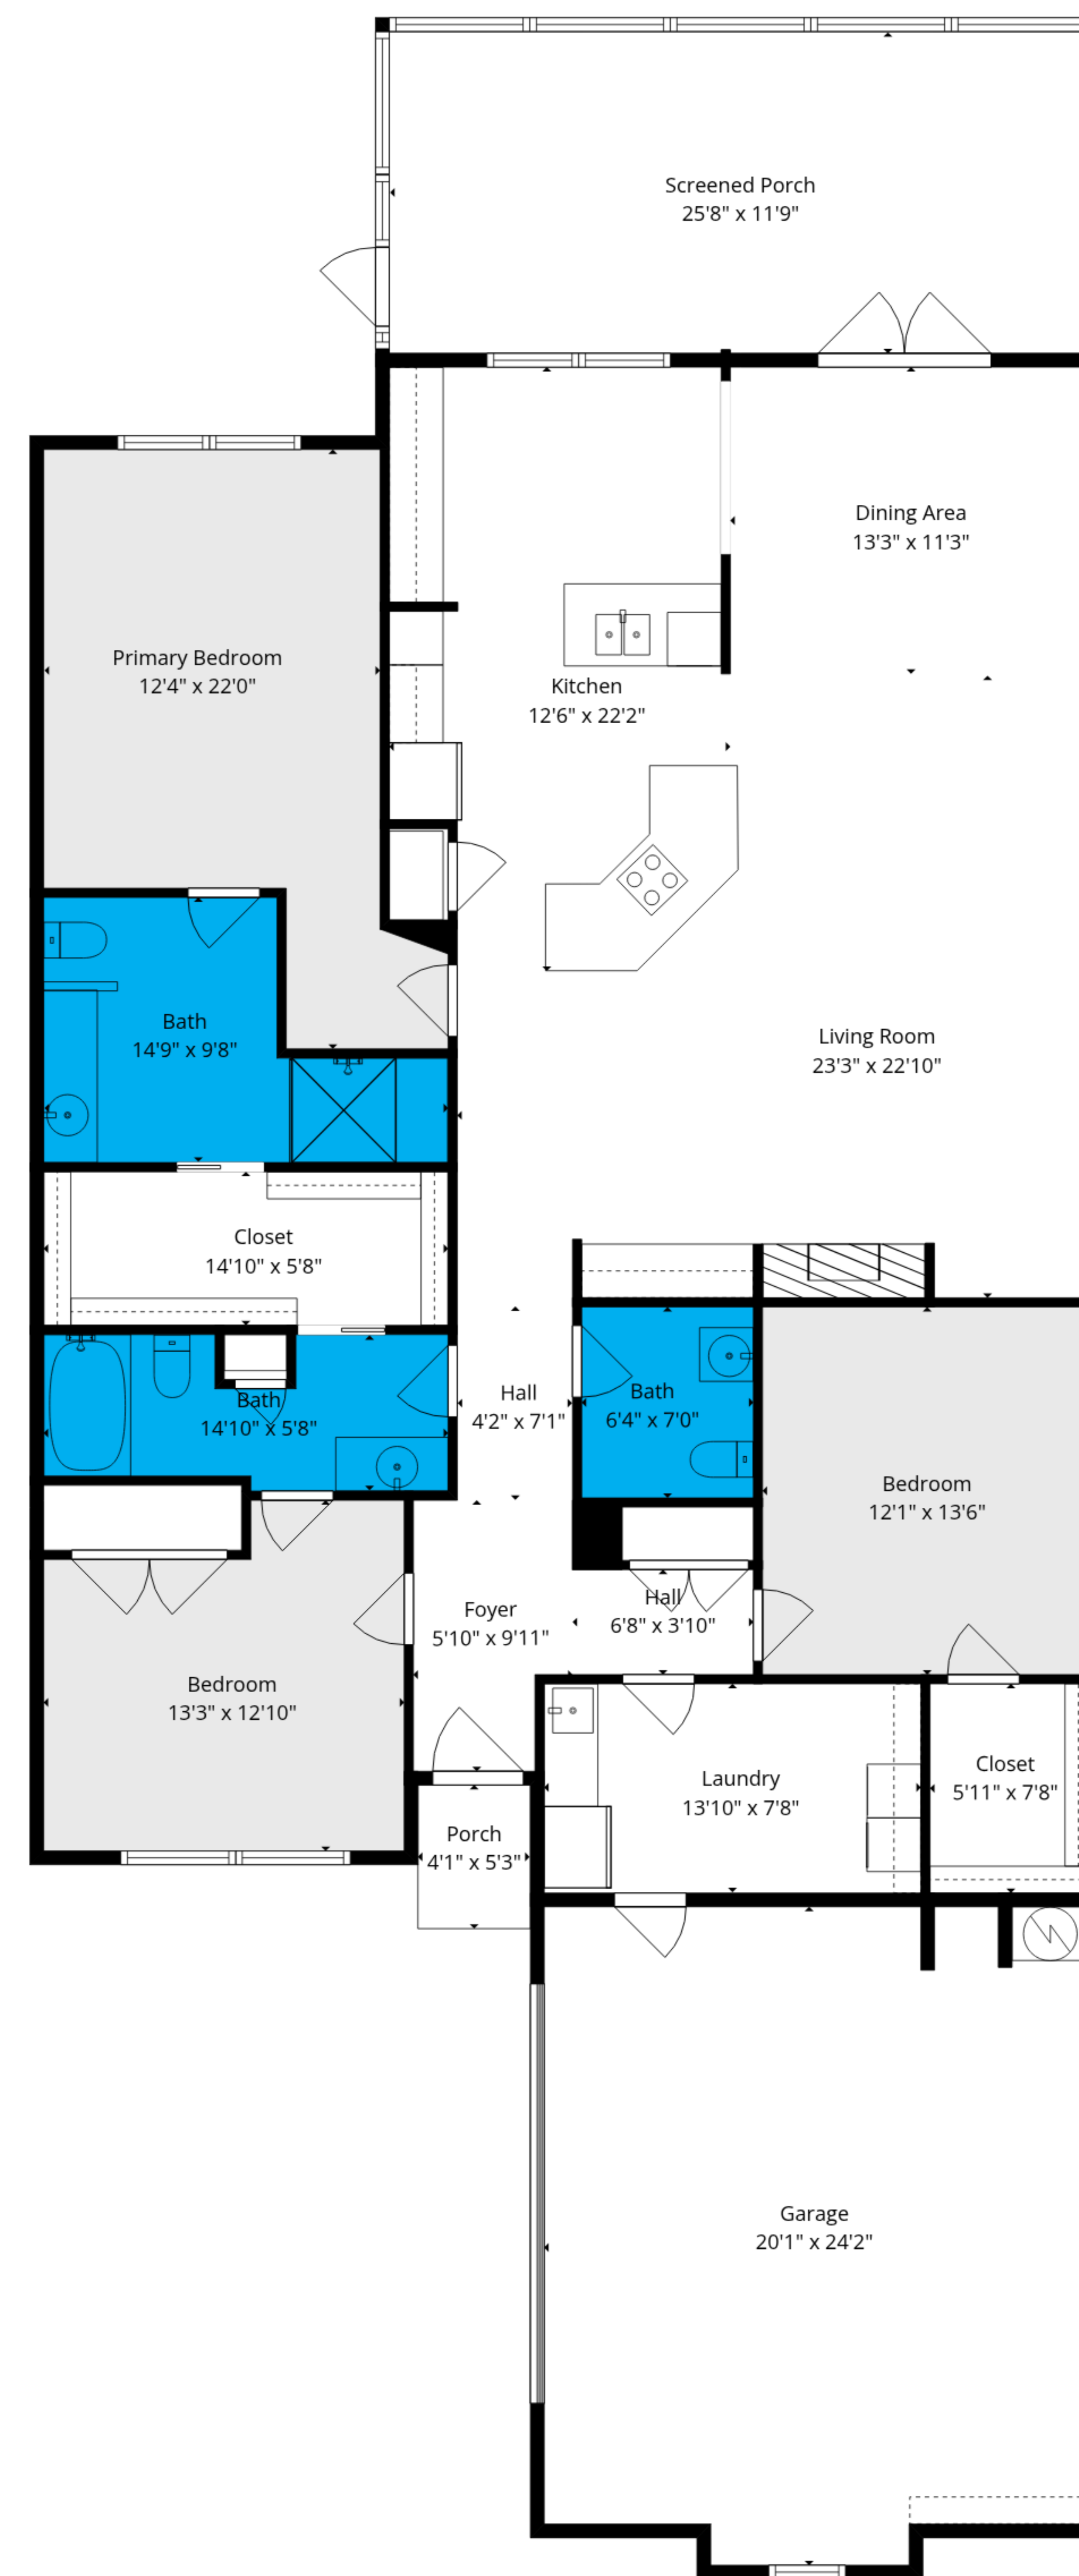 Screened Porch
25'8" x 11'9"
Dining Area
13'3" x 11'3"
Primary Bedroom
12'4" x 22'0"
Kitchen
12'6" x 22'2"
Bath
14'9" x 9'8"
Living Room
23'3" x 22'10"
Closet
14'10" x 5'8"
Bath
14'10" x 5'8"
Hall
4'2" x 7'1"
Bath
6'4" x 7'0"
Bedroom
12'1" x 13'6"
Foyer
5'10" x 9'11"
Hall
6'8" x 3'10"
Bedroom
13'3" x 12'10"
Laundry
13'10" x 7'8"
Closet
5'11" x 7'8"
Porch
4'1" x 5'3"
Garage
20'1" x 24'2"